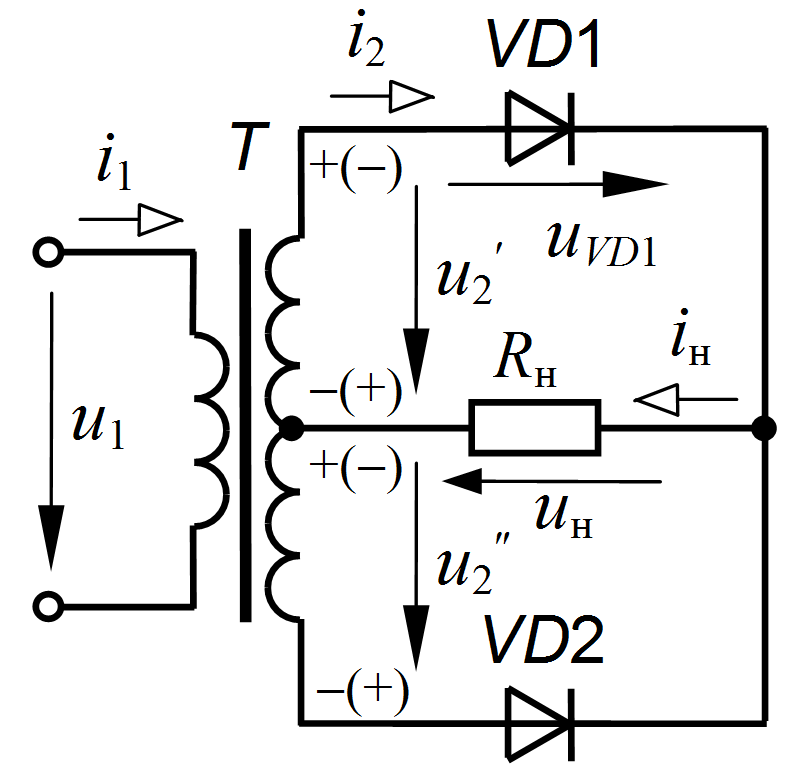 i2
VD1
T
i1
+(−)
uVD1
u2′
Rн
iн
−(+)
u1
+(−)
uн
u2″
VD2
−(+)